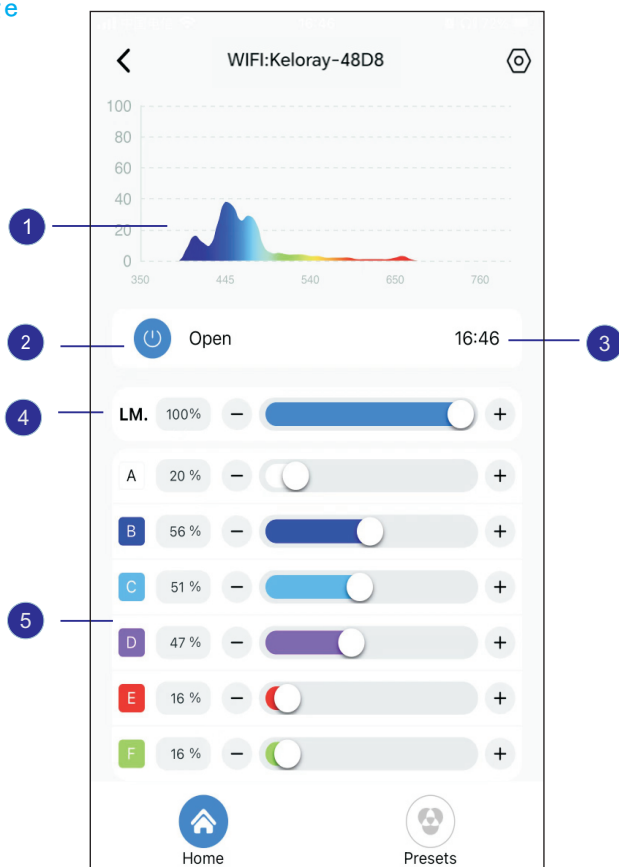 WIFI:Keloray-48D8
100
80
60
40
20
0
350 445 540 650 760
1
2
Open 16:46
3
4
LM. 100% − +
A 20 % − +
B 56 % − +
C 51 % − +
5
D 47 % − +
E 16 % − +
F 16 % − +
Home Presets